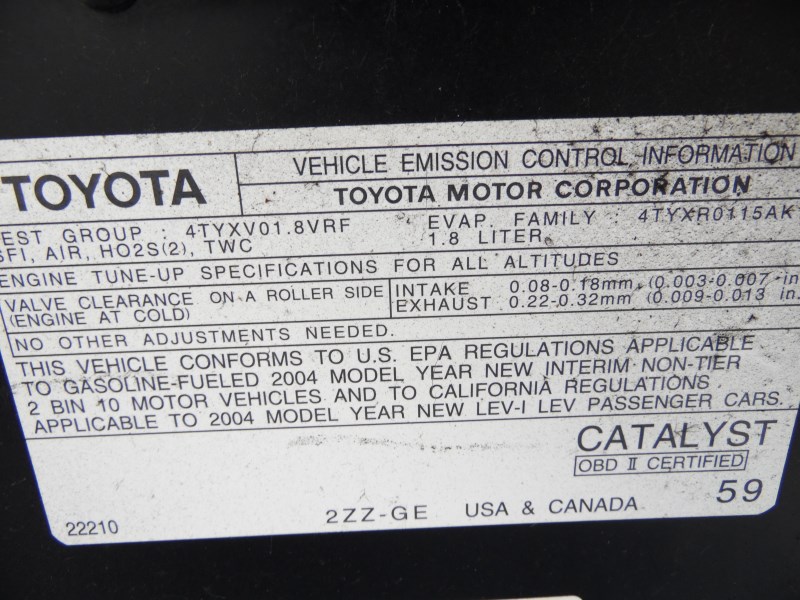 TOYOTA
VEHICLE EMISSION CONTROL INFORMATION
TOYOTA MOTOR CORPORATION
EST GROUP : 4TYXV01.8VRF
EVAP. FAMILY : 4TYXR0115AK
SFI, AIR, HO2S(2), TWC
1.8 LITER
ENGINE TUNE-UP SPECIFICATIONS FOR ALL ALTITUDES
VALVE CLEARANCE ON A ROLLER SIDE
(ENGINE AT COLD)
INTAKE 0.08-0.18mm (0.003-0.007 in
EXHAUST 0.22-0.32mm (0.009-0.013 in.
NO OTHER ADJUSTMENTS NEEDED.
THIS VEHICLE CONFORMS TO U.S. EPA REGULATIONS APPLICABLE
TO GASOLINE-FUELED 2004 MODEL YEAR NEW INTERIM NON-TIER
2 BIN 10 MOTOR VEHICLES AND TO CALIFORNIA REGULATIONS
APPLICABLE TO 2004 MODEL YEAR NEW LEV-I LEV PASSENGER CARS.
CATALYST
OBD II CERTIFIED
22210
2ZZ-GE USA & CANADA
59